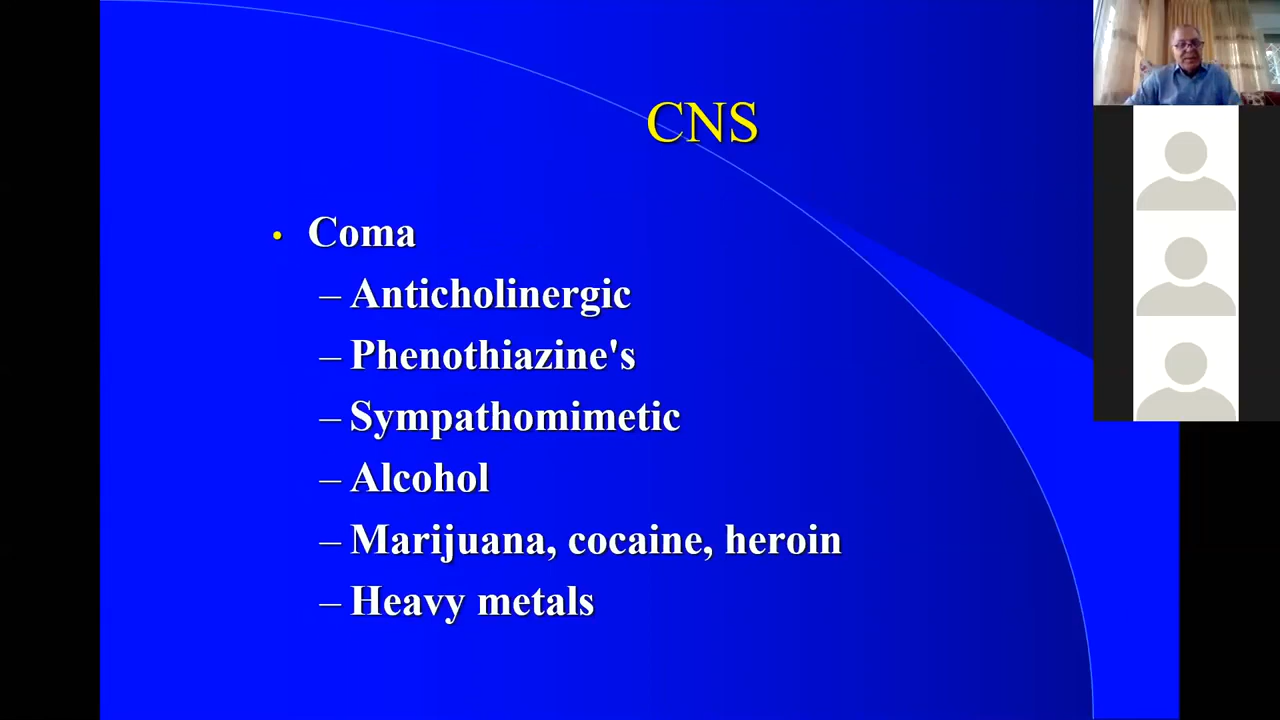 CNS
• Coma
– Anticholinergic
– Phenothiazine's
– Sympathomimetic
– Alcohol
– Marijuana, cocaine, heroin
– Heavy metals